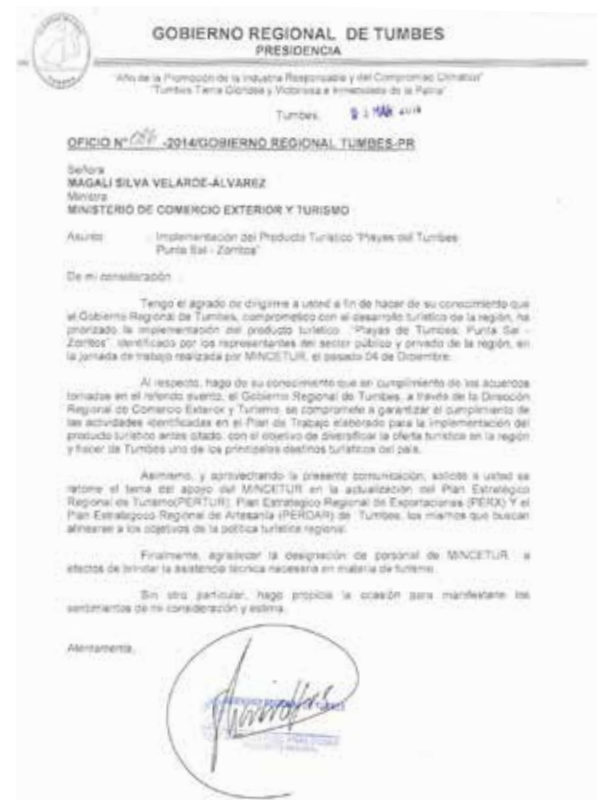 GOBIERNO REGIONAL DE TUMBES
PRESIDENCIA
"Año de la Promoción de la Industria Responsable y del Compromiso Climático"
"Tumbes Tierra Gloriosa y Victoriosa e Inmaculada de la Patria"
Tumbes, MAR 2014
OFICIO Nº -2014/GOBIERNO REGIONAL TUMBES-PR
Señora
MAGALI SILVA VELARDE-ÁLVAREZ
Ministra
MINISTERIO DE COMERCIO EXTERIOR Y TURISMO
Asunto : Implementación del Producto Turístico "Playas del Tumbes:
Punta Sal - Zorritos"
De mi consideración
Tengo el agrado de dirigirme a usted a fin de hacer de su conocimiento que
el Gobierno Regional de Tumbes, comprometido con el desarrollo turístico de la región, ha
priorizado la implementación del producto turístico "Playas de Tumbes: Punta Sal -
Zorritos" identificado por los representantes del sector público y privado de la región, en
la jornada de trabajo realizada por MINCETUR, el pasado 04 de Diciembre.
Al respecto, hago de su conocimiento que en cumplimiento de los acuerdos
tomados en el referido evento, el Gobierno Regional de Tumbes, a través de la Dirección
Regional de Comercio Exterior y Turismo, se compromete a garantizar el cumplimiento de
las actividades identificadas en el Plan de Trabajo elaborado para la implementación del
producto turístico antes citado, con el objetivo de diversificar la oferta turística en la región
y hacer de Tumbes uno de los principales destinos turísticos del país.
Asimismo, y aprovechando la presente comunicación, solicito a usted se
retome el tema del apoyo del MINCETUR en la actualización del Plan Estratégico
Regional de Turismo(PERTUR), Plan Estratégico Regional de Exportaciones (PERX) Y el
Plan Estratégico Regional de Artesanía (PERDAR) de Tumbes, los mismos que buscan
alinearse a los objetivos de la política turística regional.
Finalmente, agradecer la designación de personal de MINCETUR a
efectos de brindar la asistencia técnica necesaria en materia de turismo.
Sin otro particular, hago propicia la ocasión para manifestarle los
sentimientos de mi consideración y estima.
Atentamente,
GOBIERNO REGIONAL TUMBES